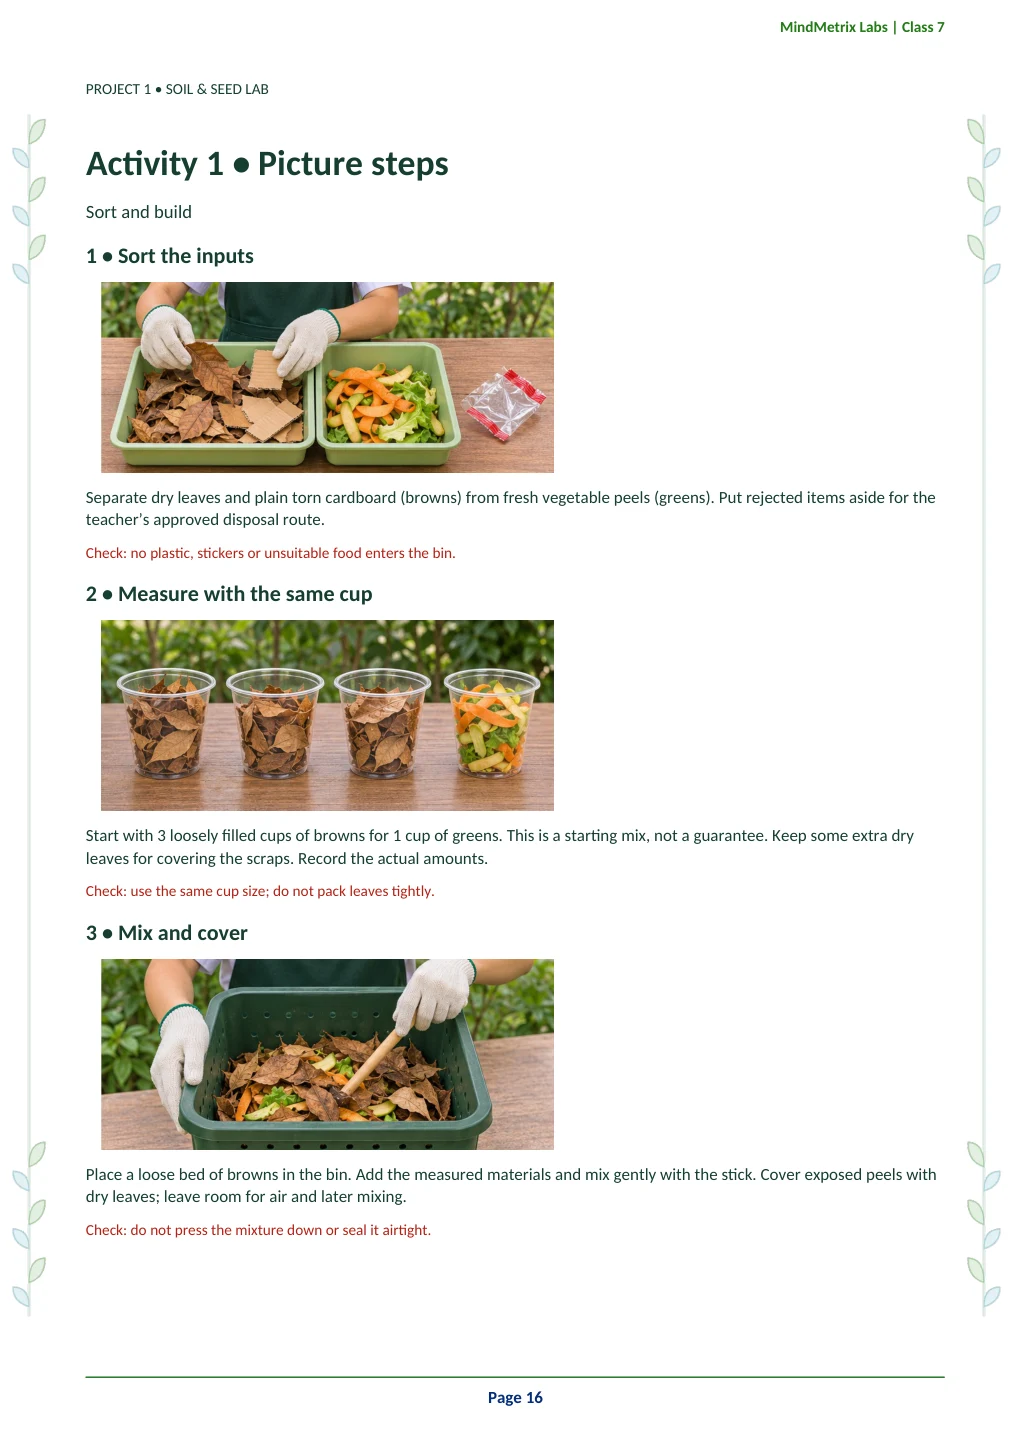 MindMetrix Labs | Class 7
PROJECT 1 • SOIL & SEED LAB
Activity 1 • Picture steps
Sort and build
1 • Sort the inputs
Separate dry leaves and plain torn cardboard (browns) from fresh vegetable peels (greens). Put rejected items aside for the
teacher’s approved disposal route.
Check: no plastic, stickers or unsuitable food enters the bin.
2 • Measure with the same cup
Start with 3 loosely filled cups of browns for 1 cup of greens. This is a starting mix, not a guarantee. Keep some extra dry
leaves for covering the scraps. Record the actual amounts.
Check: use the same cup size; do not pack leaves tightly.
3 • Mix and cover
Place a loose bed of browns in the bin. Add the measured materials and mix gently with the stick. Cover exposed peels with
dry leaves; leave room for air and later mixing.
Check: do not press the mixture down or seal it airtight.
Page 16